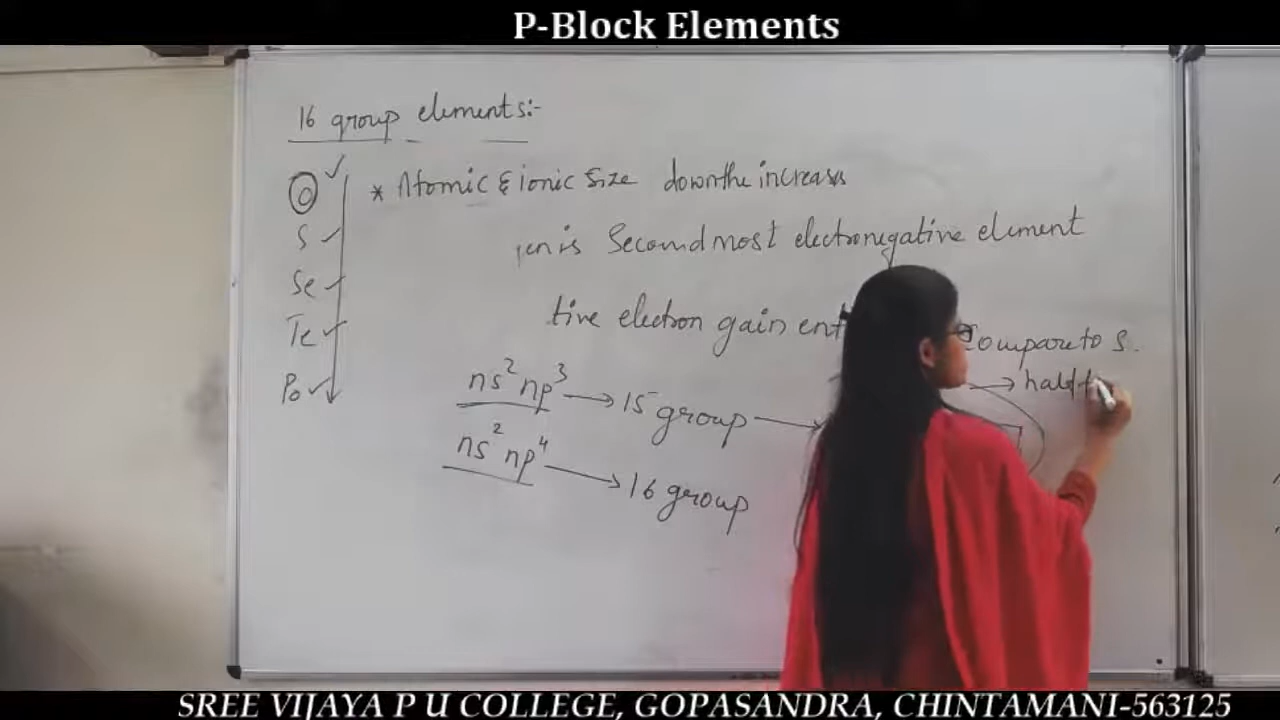 P-Block Elements
16 group elements:-
O
* Atomic & ionic Size down the increases
S
is Second most electronegative element
Se
tive electron gain ent Compare to S.
Te
ns² np³ → 15 group → → half
Po
ns² np⁴ → 16 group
SREE VIJAYA P U COLLEGE, GOPASANDRA, CHINTAMANI-563125